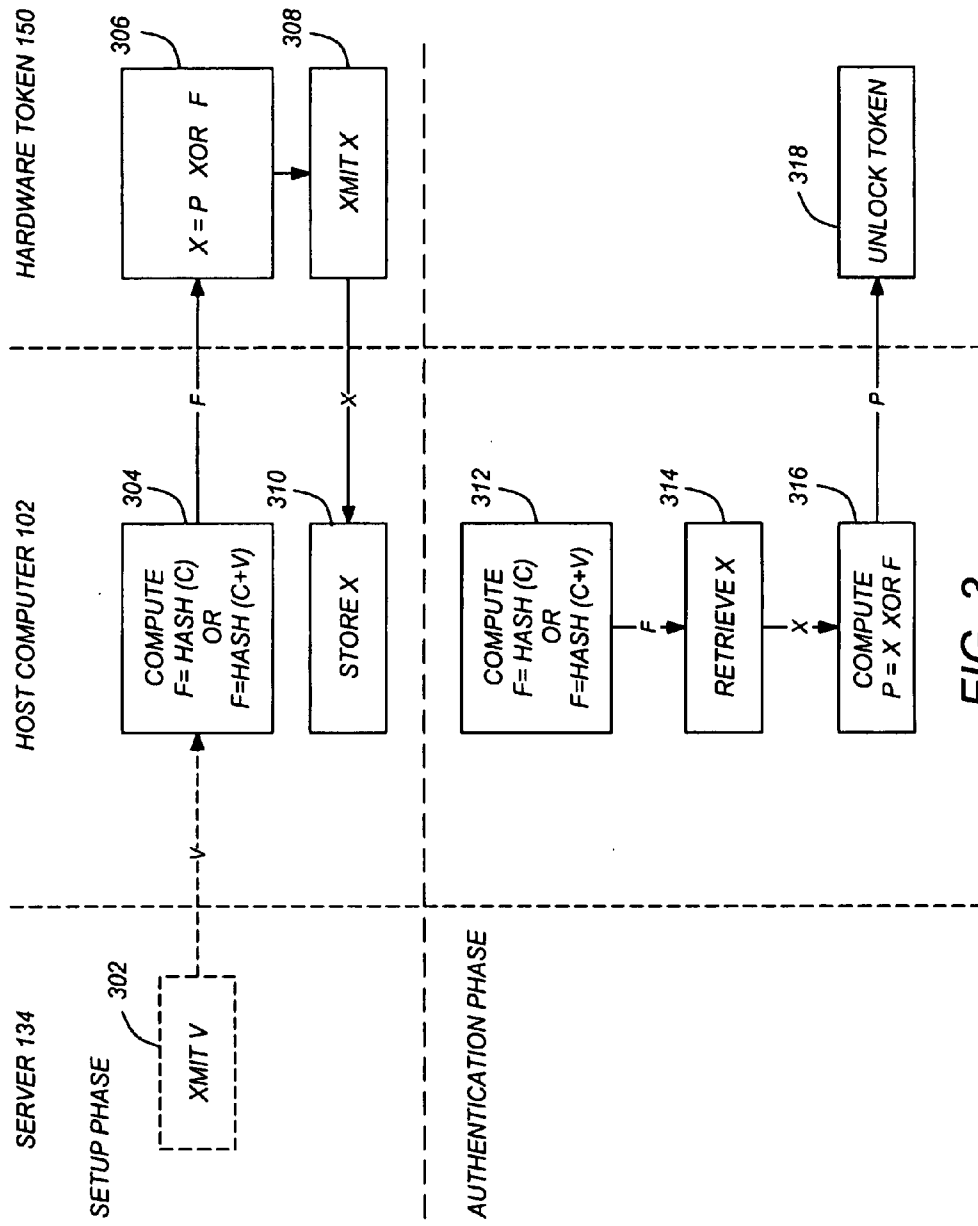 SERVER 134
HOST COMPUTER 102
HARDWARE TOKEN 150
SETUP PHASE
302
XMIT V
V
304
COMPUTE
F= HASH (C)
OR
F=HASH (C+V)
F
306
X = P XOR F
308
XMIT X
X
310
STORE X
AUTHENTICATION PHASE
312
COMPUTE
F= HASH (C)
OR
F=HASH (C+V)
F
314
RETRIEVE X
X
316
COMPUTE
P = X XOR F
P
318
UNLOCK TOKEN
FIG. 3